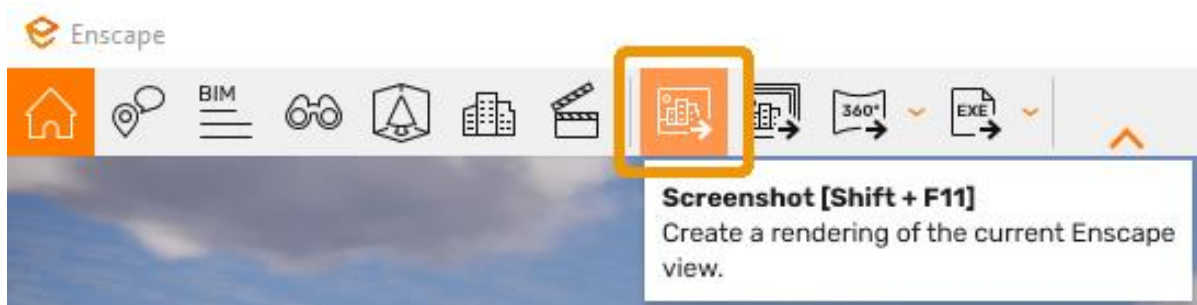 Enscape
BIM
360°
EXE
Screenshot [Shift + F11]
Create a rendering of the current Enscape
view.